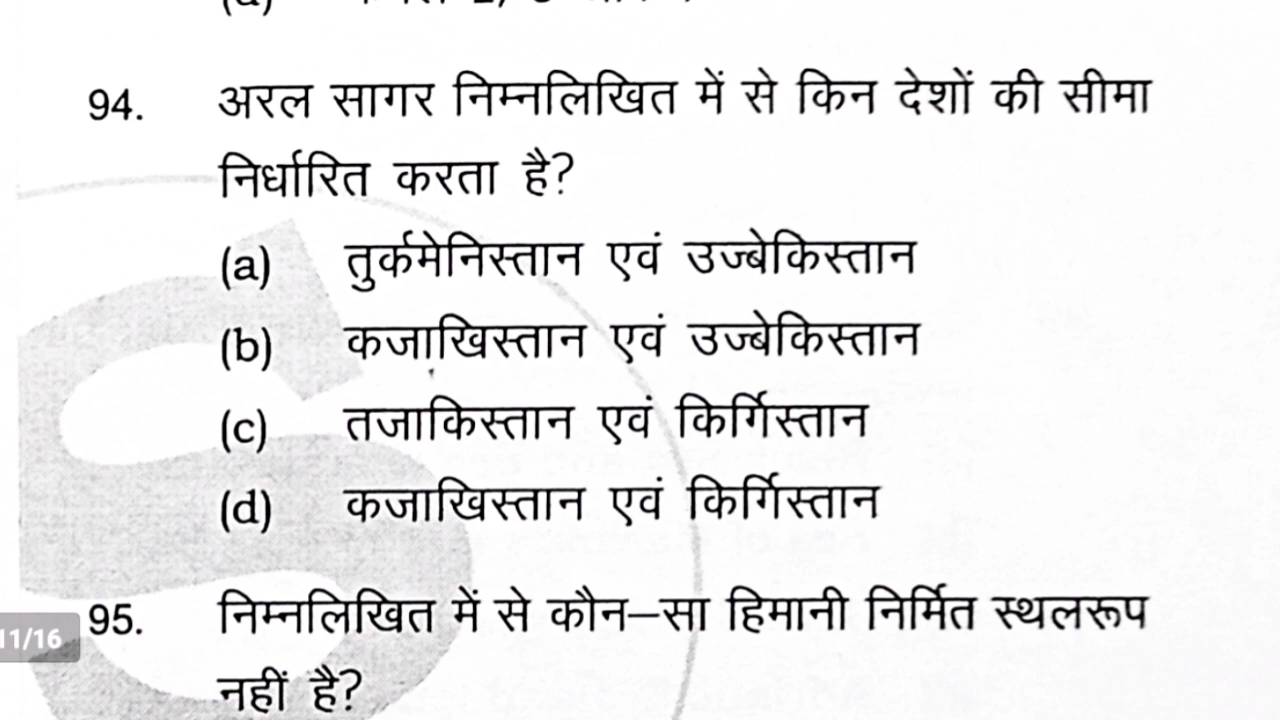 94. अरल सागर निम्नलिखित में से किन देशों की सीमा
निर्धारित करता है?
(a) तुर्कमेनिस्तान एवं उज्बेकिस्तान
(b) कजाखिस्तान एवं उज्बेकिस्तान
(c) तजाकिस्तान एवं किर्गिस्तान
(d) कजाखिस्तान एवं किर्गिस्तान
95. निम्नलिखित में से कौन–सा हिमानी निर्मित स्थलरूप
11/16
नहीं है?